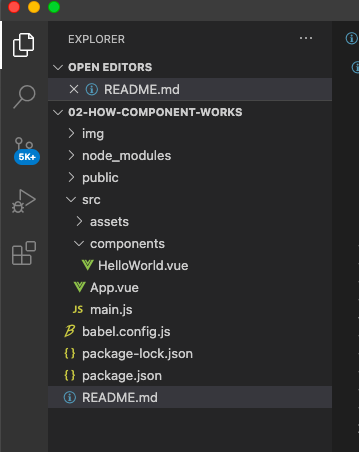 EXPLORER
OPEN EDITORS
README.md
02-HOW-COMPONENT-WORKS
img
node_modules
public
src
assets
components
HelloWorld.vue
App.vue
JS main.js
babel.config.js
package-lock.json
package.json
README.md
5K+